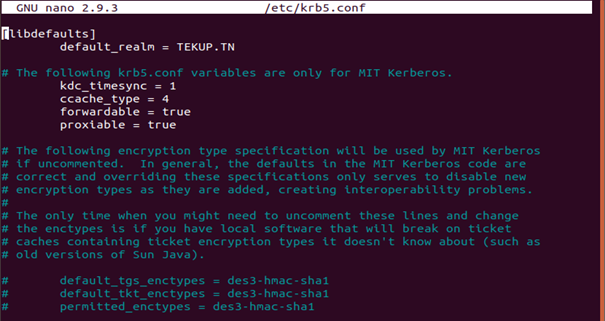 GNU nano 2.9.3 /etc/krb5.conf
[libdefaults]
default_realm = TEKUP.TN
# The following krb5.conf variables are only for MIT Kerberos.
kdc_timesync = 1
ccache_type = 4
forwardable = true
proxiable = true
# The following encryption type specification will be used by MIT Kerberos
# if uncommented.  In general, the defaults in the MIT Kerberos code are
# correct and overriding these specifications only serves to disable new
# encryption types as they are added, creating interoperability problems.
#
# The only time when you might need to uncomment these lines and change
# the enctypes is if you have local software that will break on ticket
# caches containing ticket encryption types it doesn't know about (such as
# old versions of Sun Java).
# default_tgs_enctypes = des3-hmac-sha1
# default_tkt_enctypes = des3-hmac-sha1
# permitted_enctypes = des3-hmac-sha1